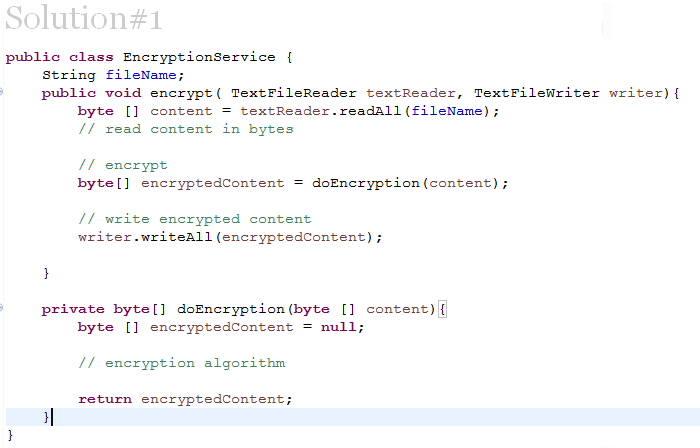 Solution#1
public class EncryptionService {
String fileName;
public void encrypt( TextFileReader textReader, TextFileWriter writer){
byte [] content = textReader.readAll(fileName);
// read content in bytes
// encrypt
byte[] encryptedContent = doEncryption(content);
// write encrypted content
writer.writeAll(encryptedContent);
}
private byte[] doEncryption(byte [] content){
byte [] encryptedContent = null;
// encryption algorithm
return encryptedContent;
}
}